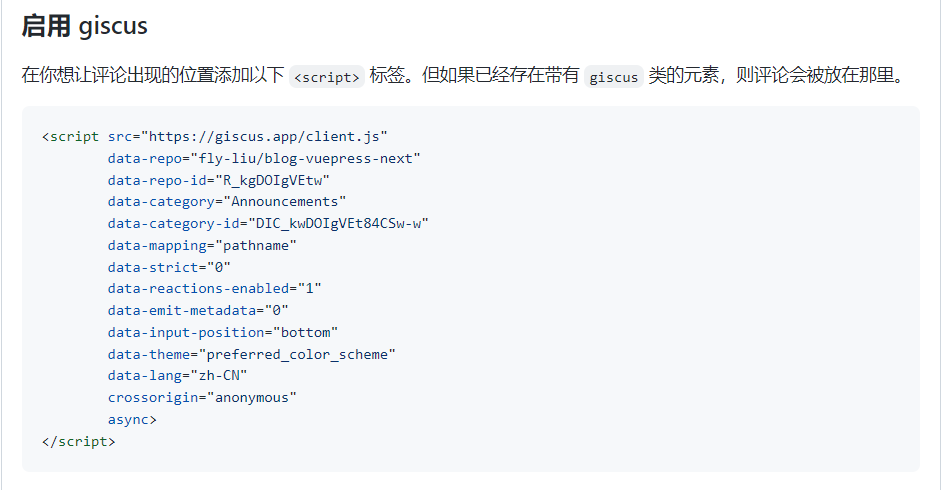 启用 giscus
在你想让评论出现的位置添加以下 <script> 标签。但如果已经存在带有 giscus 类的元素，则评论会被放在那里。
<script src="https://giscus.app/client.js"
data-repo="fly-liu/blog-vuepress-next"
data-repo-id="R_kgDOIgVEtw"
data-category="Announcements"
data-category-id="DIC_kwDOIgVEt84CSw-w"
data-mapping="pathname"
data-strict="0"
data-reactions-enabled="1"
data-emit-metadata="0"
data-input-position="bottom"
data-theme="preferred_color_scheme"
data-lang="zh-CN"
crossorigin="anonymous"
async>
</script>